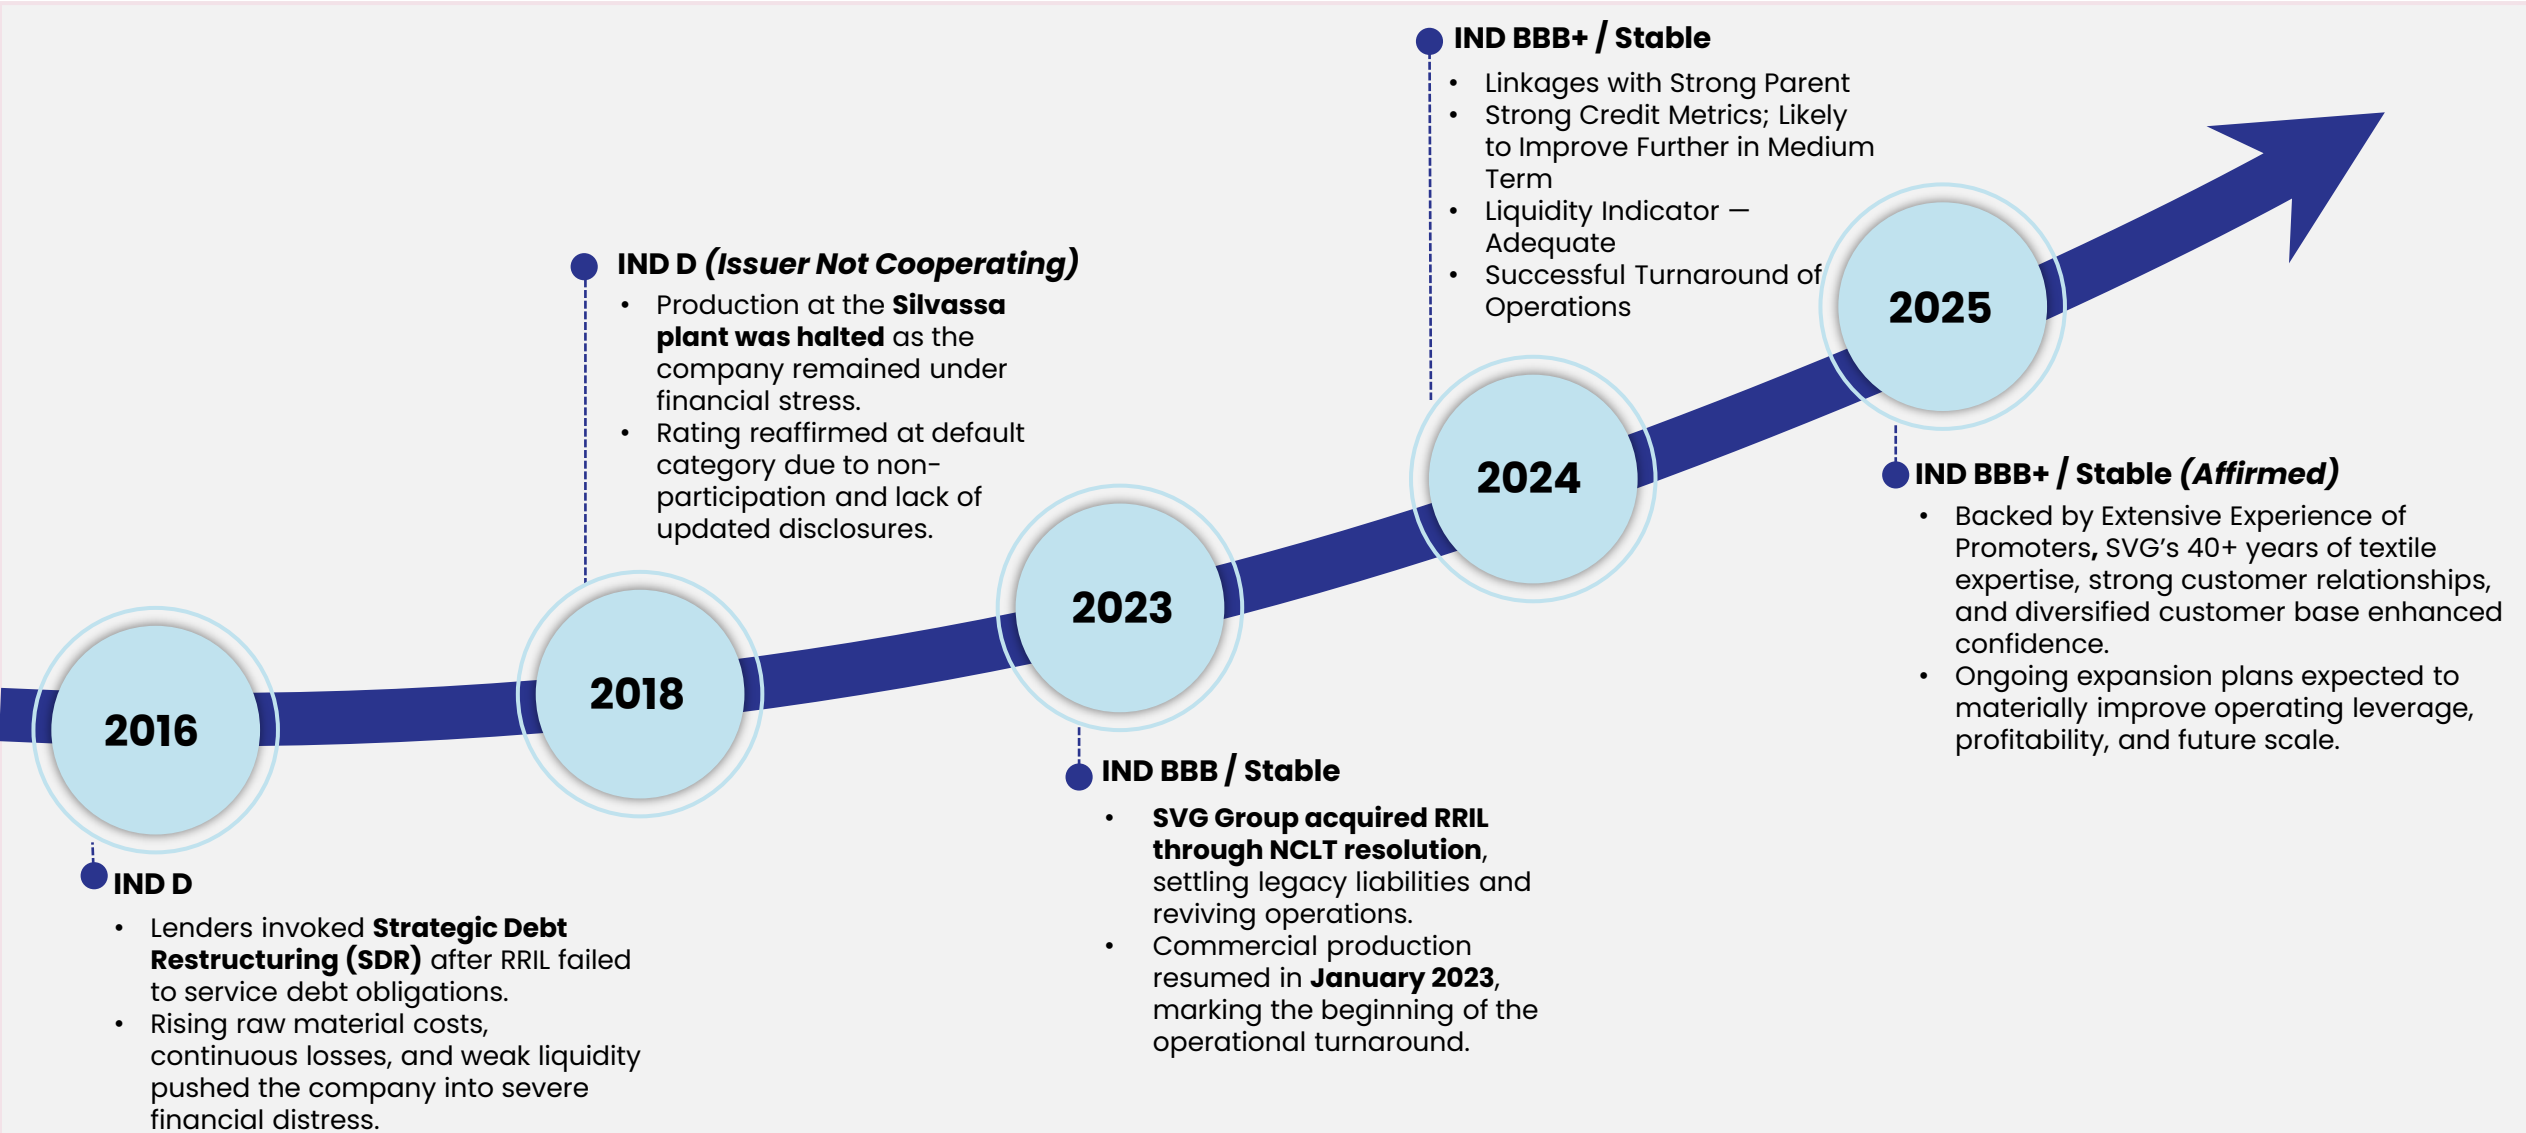 2016
IND D
• Lenders invoked Strategic Debt
Restructuring (SDR) after RRIL failed
to service debt obligations.
• Rising raw material costs,
continuous losses, and weak liquidity
pushed the company into severe
financial distress.
2018
IND D (Issuer Not Cooperating)
• Production at the Silvassa
plant was halted as the
company remained under
financial stress.
• Rating reaffirmed at default
category due to non-
participation and lack of
updated disclosures.
2023
IND BBB / Stable
• SVG Group acquired RRIL
through NCLT resolution,
settling legacy liabilities and
reviving operations.
• Commercial production
resumed in January 2023,
marking the beginning of the
operational turnaround.
2024
IND BBB+ / Stable
• Linkages with Strong Parent
• Strong Credit Metrics; Likely
to Improve Further in Medium
Term
• Liquidity Indicator –
Adequate
• Successful Turnaround of
Operations
2025
IND BBB+ / Stable (Affirmed)
• Backed by Extensive Experience of
Promoters, SVG’s 40+ years of textile
expertise, strong customer relationships,
and diversified customer base enhanced
confidence.
• Ongoing expansion plans expected to
materially improve operating leverage,
profitability, and future scale.